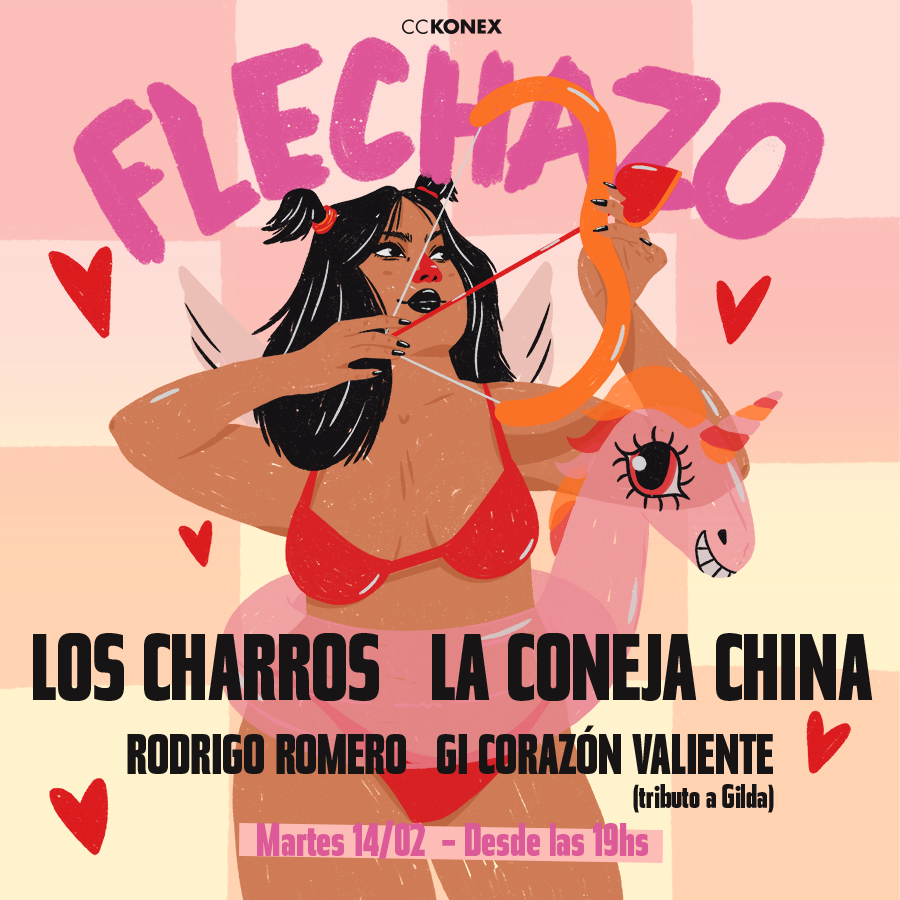 CCKONEX
FLECHAZO
LOS CHARROS LA CONEJA CHINA
RODRIGO ROMERO GI CORAZÓN VALIENTE
(tributo a Gilda)
Martes 14/02 – Desde las 19hs